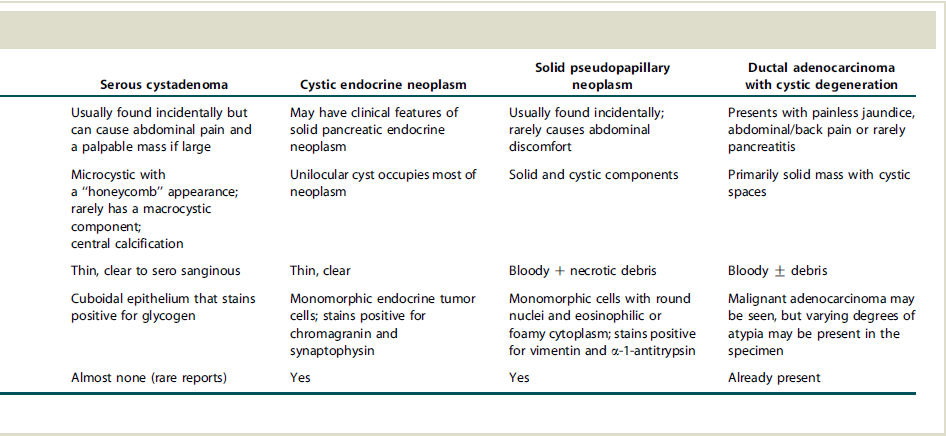 Serous cystadenoma
Cystic endocrine neoplasm
Solid pseudopapillary
neoplasm
Ductal adenocarcinoma
with cystic degeneration
Usually found incidentally but
can cause abdominal pain and
a palpable mass if large
May have clinical features of
solid pancreatic endocrine
neoplasm
Usually found incidentally;
rarely causes abdominal
discomfort
Presents with painless jaundice,
abdominal/back pain or rarely
pancreatitis
Microcystic with
a “honeycomb” appearance;
rarely has a macrocystic
component;
central calcification
Unilocular cyst occupies most of
neoplasm
Solid and cystic components
Primarily solid mass with cystic
spaces
Thin, clear to sero sanginous
Thin, clear
Bloody + necrotic debris
Bloody ± debris
Cuboidal epithelium that stains
positive for glycogen
Monomorphic endocrine tumor
cells; stains positive for
chromagranin and
synaptophysin
Monomorphic cells with round
nuclei and eosinophilic or
foamy cytoplasm; stains positive
for vimentin and α-1-antitrypsin
Malignant adenocarcinoma may
be seen, but varying degrees of
atypia may be present in the
specimen
Almost none (rare reports)
Yes
Yes
Already present